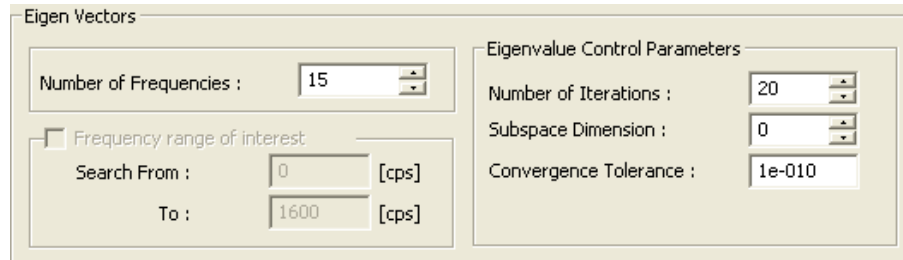 Eigen Vectors
Number of Frequencies : 15
Frequency range of interest
Search From : 0 [cps]
To : 1600 [cps]
Eigenvalue Control Parameters
Number of Iterations : 20
Subspace Dimension : 0
Convergence Tolerance : 1e-010